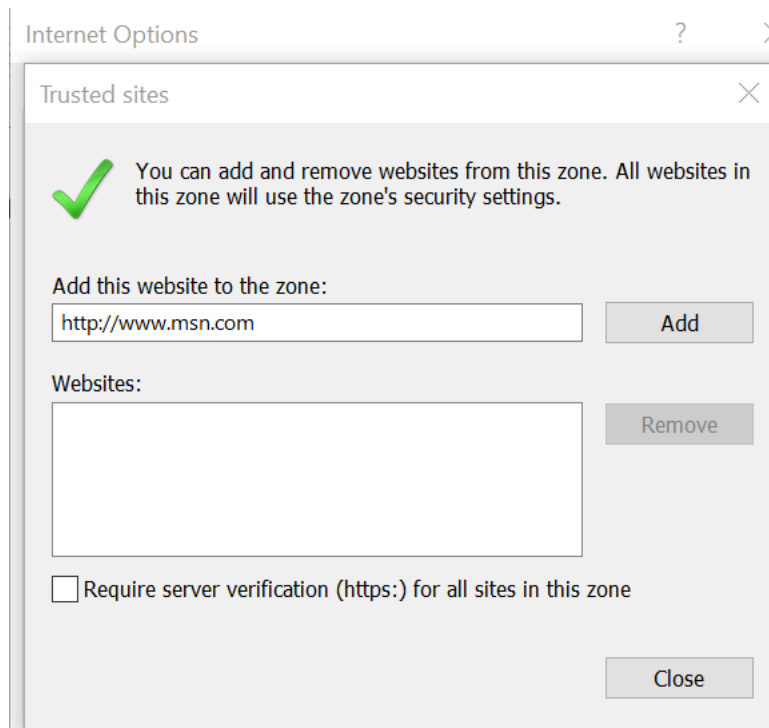 Internet Options
?
Trusted sites
You can add and remove websites from this zone. All websites in
this zone will use the zone's security settings.
Add this website to the zone:
http://www.msn.com
Add
Websites:
Remove
Require server verification (https:) for all sites in this zone
Close